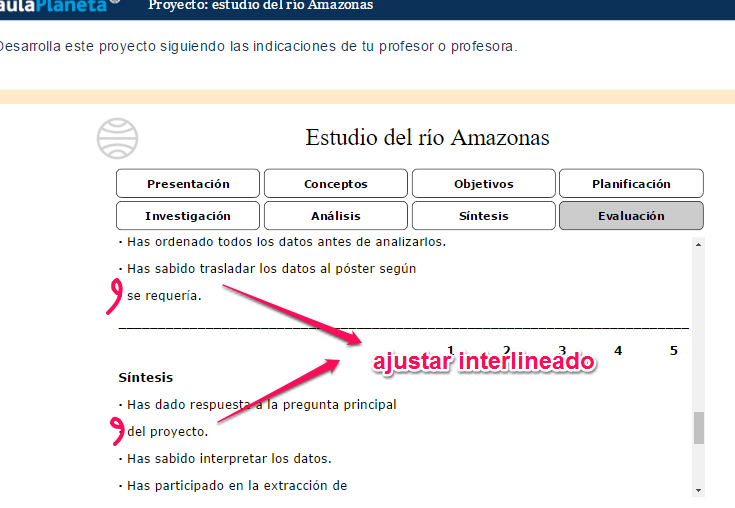 aulaPlaneta Proyecto: estudio del río Amazonas
Desarrolla este proyecto siguiendo las indicaciones de tu profesor o profesora.
Estudio del río Amazonas
Presentación Conceptos Objetivos Planificación
Investigación Análisis Síntesis Evaluación
· Has ordenado todos los datos antes de analizarlos.
· Has sabido trasladar los datos al póster según
se requería.
1 2 3 4 5
ajustar interlineado
Síntesis
· Has dado respuesta a la pregunta principal
del proyecto.
· Has sabido interpretar los datos.
· Has participado en la extracción de